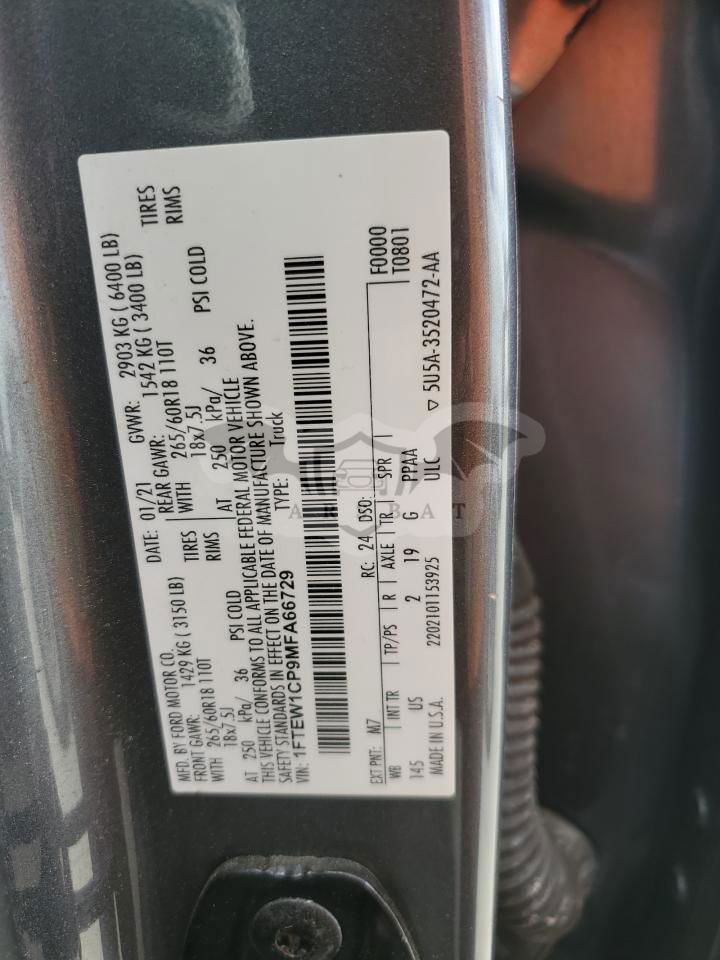 MFD. BY FORD MOTOR CO.
DATE: 01/21 GVWR: 2903 KG ( 6400 LB)
FRONT GAWR: 1429 KG ( 3150 LB) REAR GAWR: 1542 KG ( 3400 LB)
WITH 265/60R18 110T TIRES WITH 265/60R18 110T TIRES
18x7.5J RIMS 18x7.5J RIMS
AT 250 kPa/ 36 PSI COLD AT 250 kPa/ 36 PSI COLD
THIS VEHICLE CONFORMS TO ALL APPLICABLE FEDERAL MOTOR VEHICLE
SAFETY STANDARDS IN EFFECT ON THE DATE OF MANUFACTURE SHOWN ABOVE.
VIN: 1FTEW1CP9MFA66729 TYPE: Truck
F0000
T0801
EXT PNT: M7 RC: 24 DSO:
WB INT TR TP/PS R AXLE TR SPR
145 US 2 19 G PPAA
MADE IN U.S.A. 2202101153925 ULC ▽ 5U5A-3520472-AA